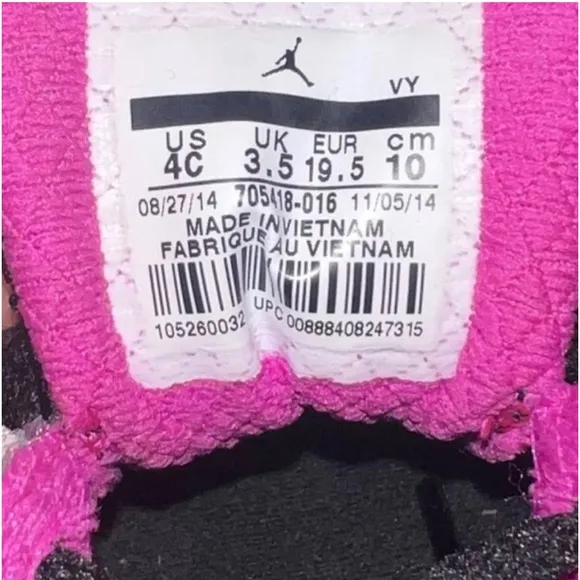 VY
US UK EUR cm
4C 3.5 19.5 10
08/27/14 705418-016 11/05/14
MADE IN VIETNAM
FABRIQUE AU VIETNAM
105260032 UPC 00888408247315